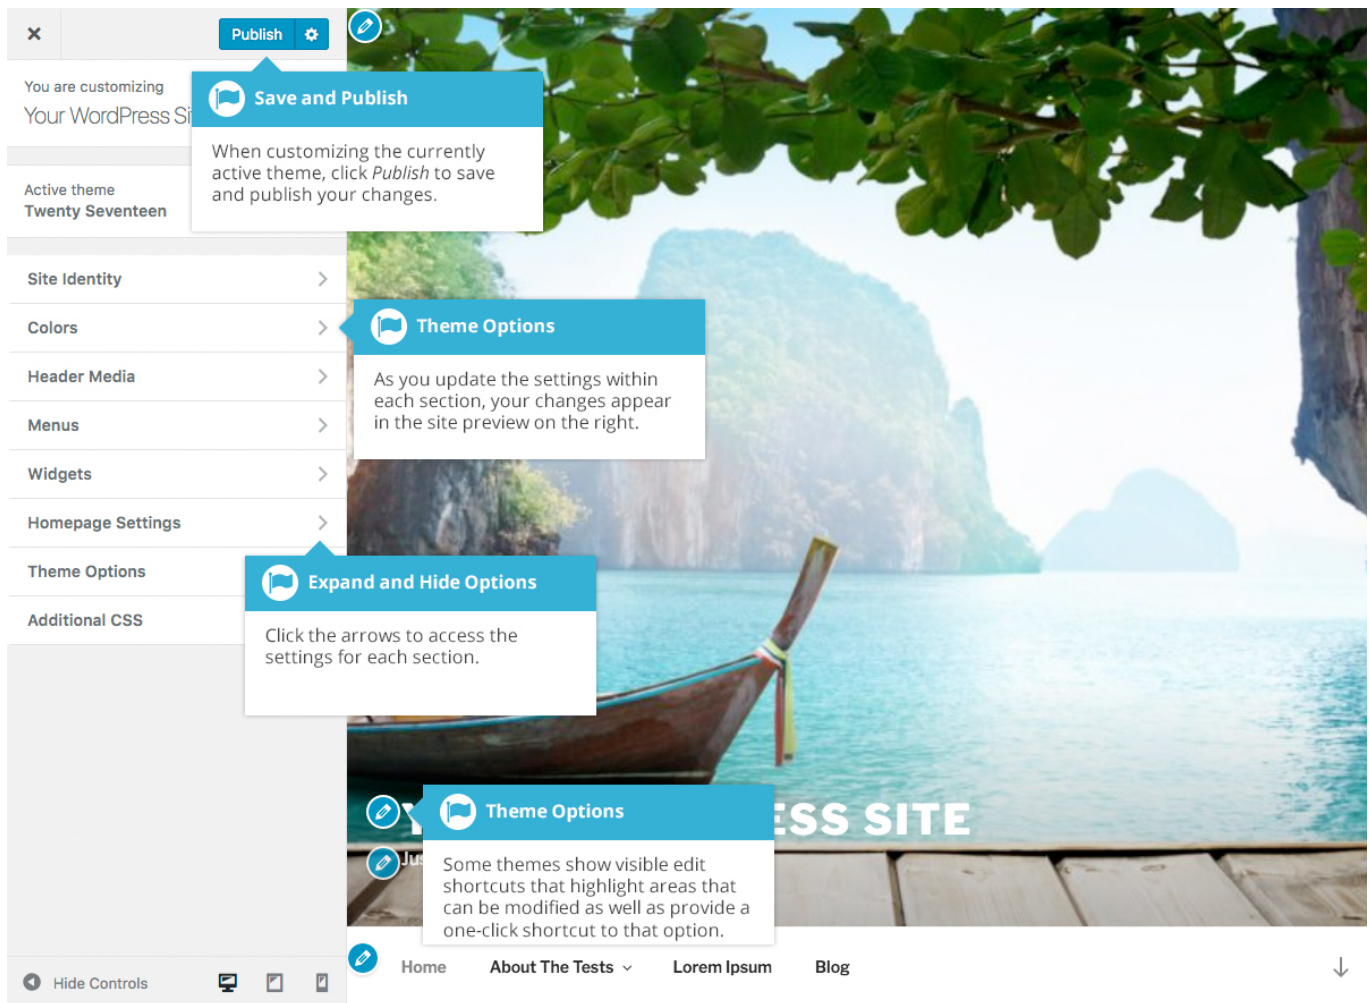 Publish
You are customizing
Your WordPress Si
Save and Publish
When customizing the currently
active theme, click Publish to save
and publish your changes.
Active theme
Twenty Seventeen
Site Identity
Colors
Header Media
Menus
Widgets
Homepage Settings
Theme Options
Additional CSS
Theme Options
As you update the settings within
each section, your changes appear
in the site preview on the right.
Expand and Hide Options
Click the arrows to access the
settings for each section.
ESS SITE
Theme Options
Some themes show visible edit
shortcuts that highlight areas that
can be modified as well as provide a
one-click shortcut to that option.
Home About The Tests Lorem Ipsum Blog
Hide Controls